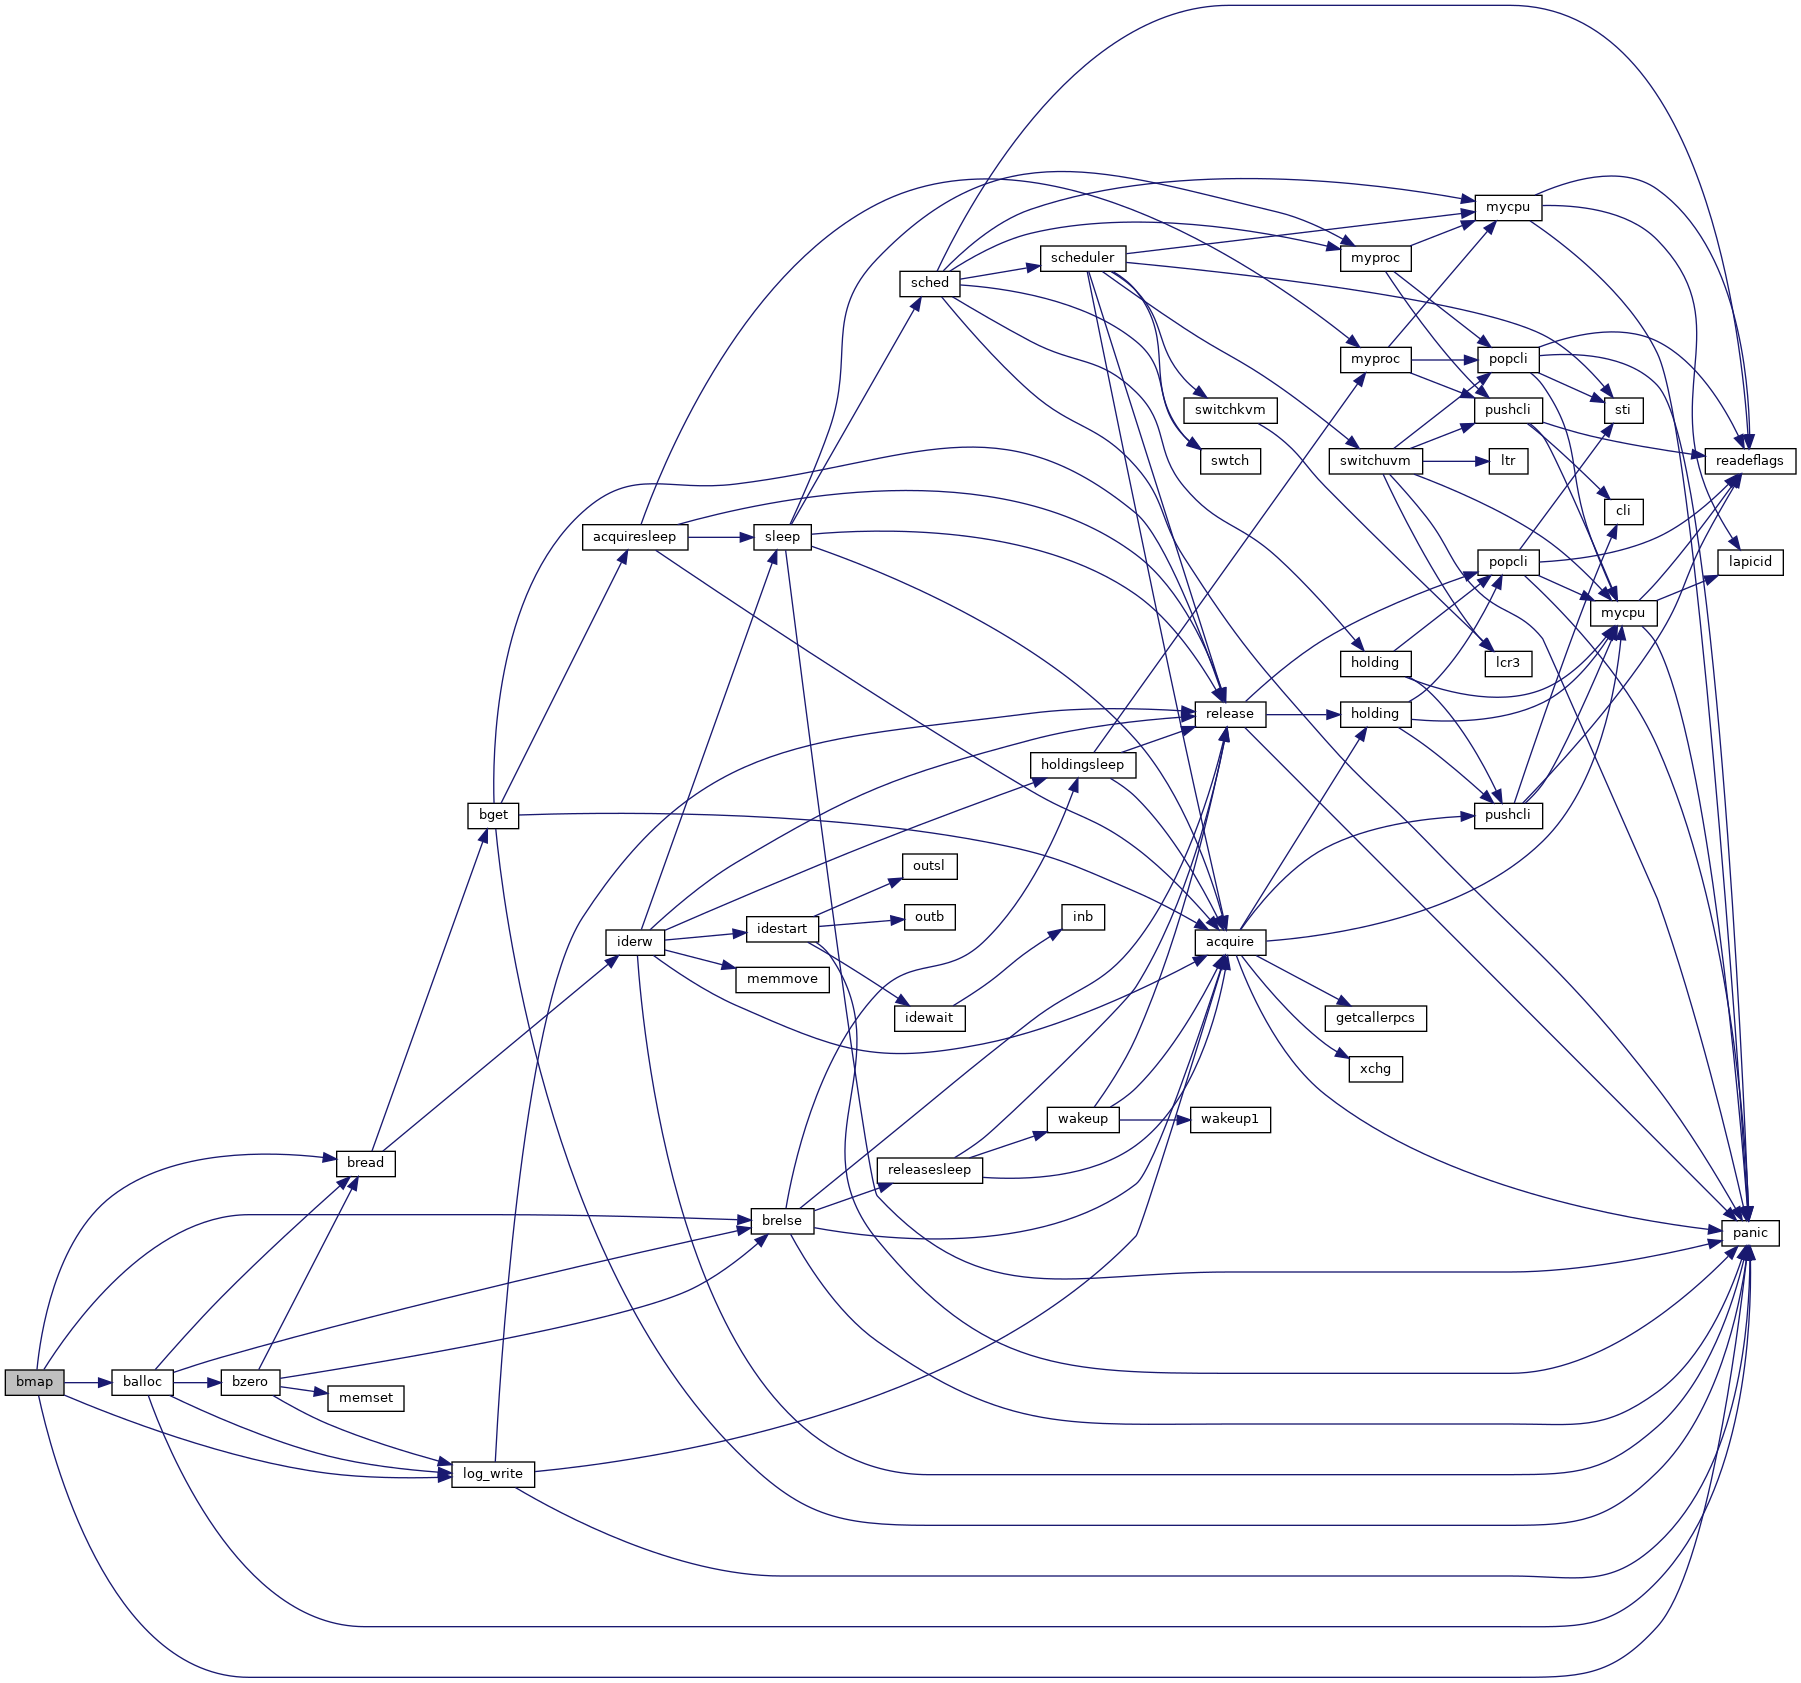 mycpu
myproc
scheduler
sched
myproc
popcli
switchkvm
pushcli
sti
switchuvm
swtch
ltr
readeflags
cli
acquiresleep
sleep
popcli
lapicid
mycpu
holding
lcr3
release
holding
holdingsleep
bget
pushcli
outsl
outb
inb
idestart
iderw
acquire
memmove
idewait
getcallerpcs
xchg
wakeup
wakeup1
bread
releasesleep
brelse
panic
bmap
balloc
bzero
memset
log_write